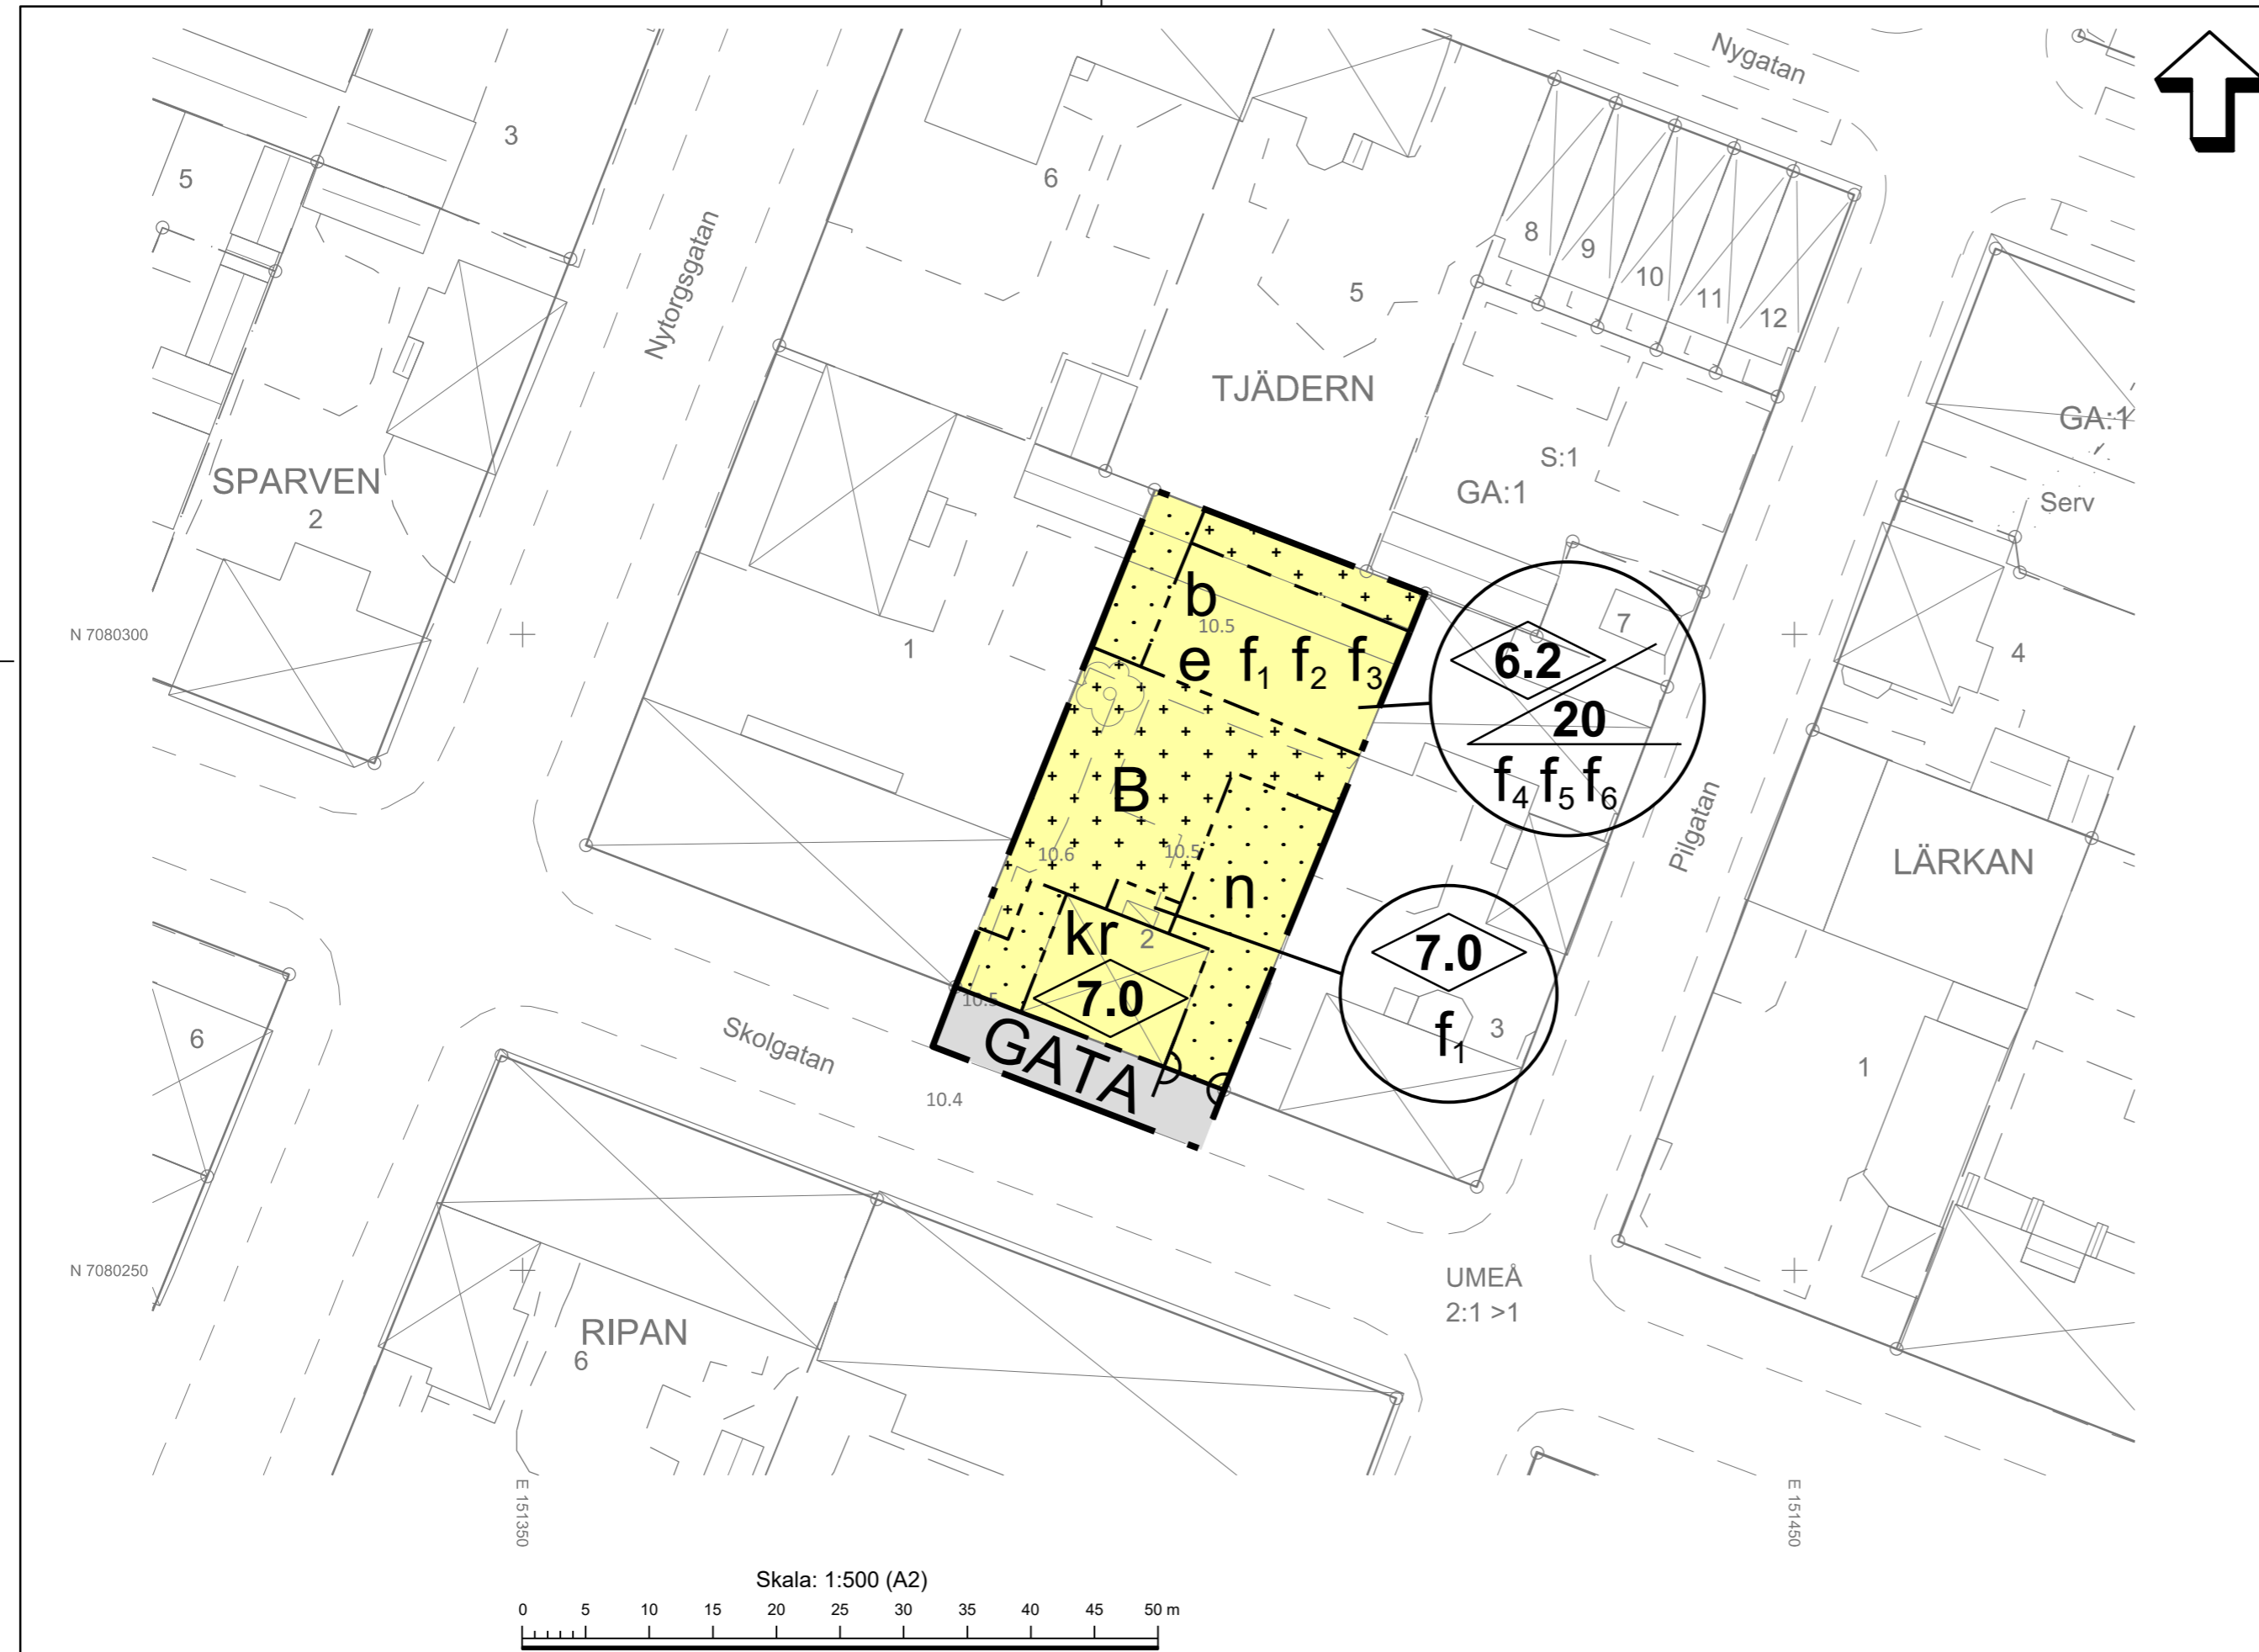 Nygatan
3
5
6
Nytorgsgatan
8
9
10
11
12
5
TJÄDERN
GA:1
S:1
SPARVEN
2
GA:1
Serv
b
10.5
7
N 7080300
1
e f₁ f₂ f₃
6.2
4
20
B
f₄ f₅ f₆
Pilgatan
10.6
10.5
LÄRKAN
n
kr
2
7.0
7.0
10.5
6
Skolgatan
GATA
f₁
3
1
10.4
N 7080250
UMEÅ
2:1 >1
RIPAN
6
E 151350
E 151450
Skala: 1:500 (A2)
0 5 10 15 20 25 30 35 40 45 50 m